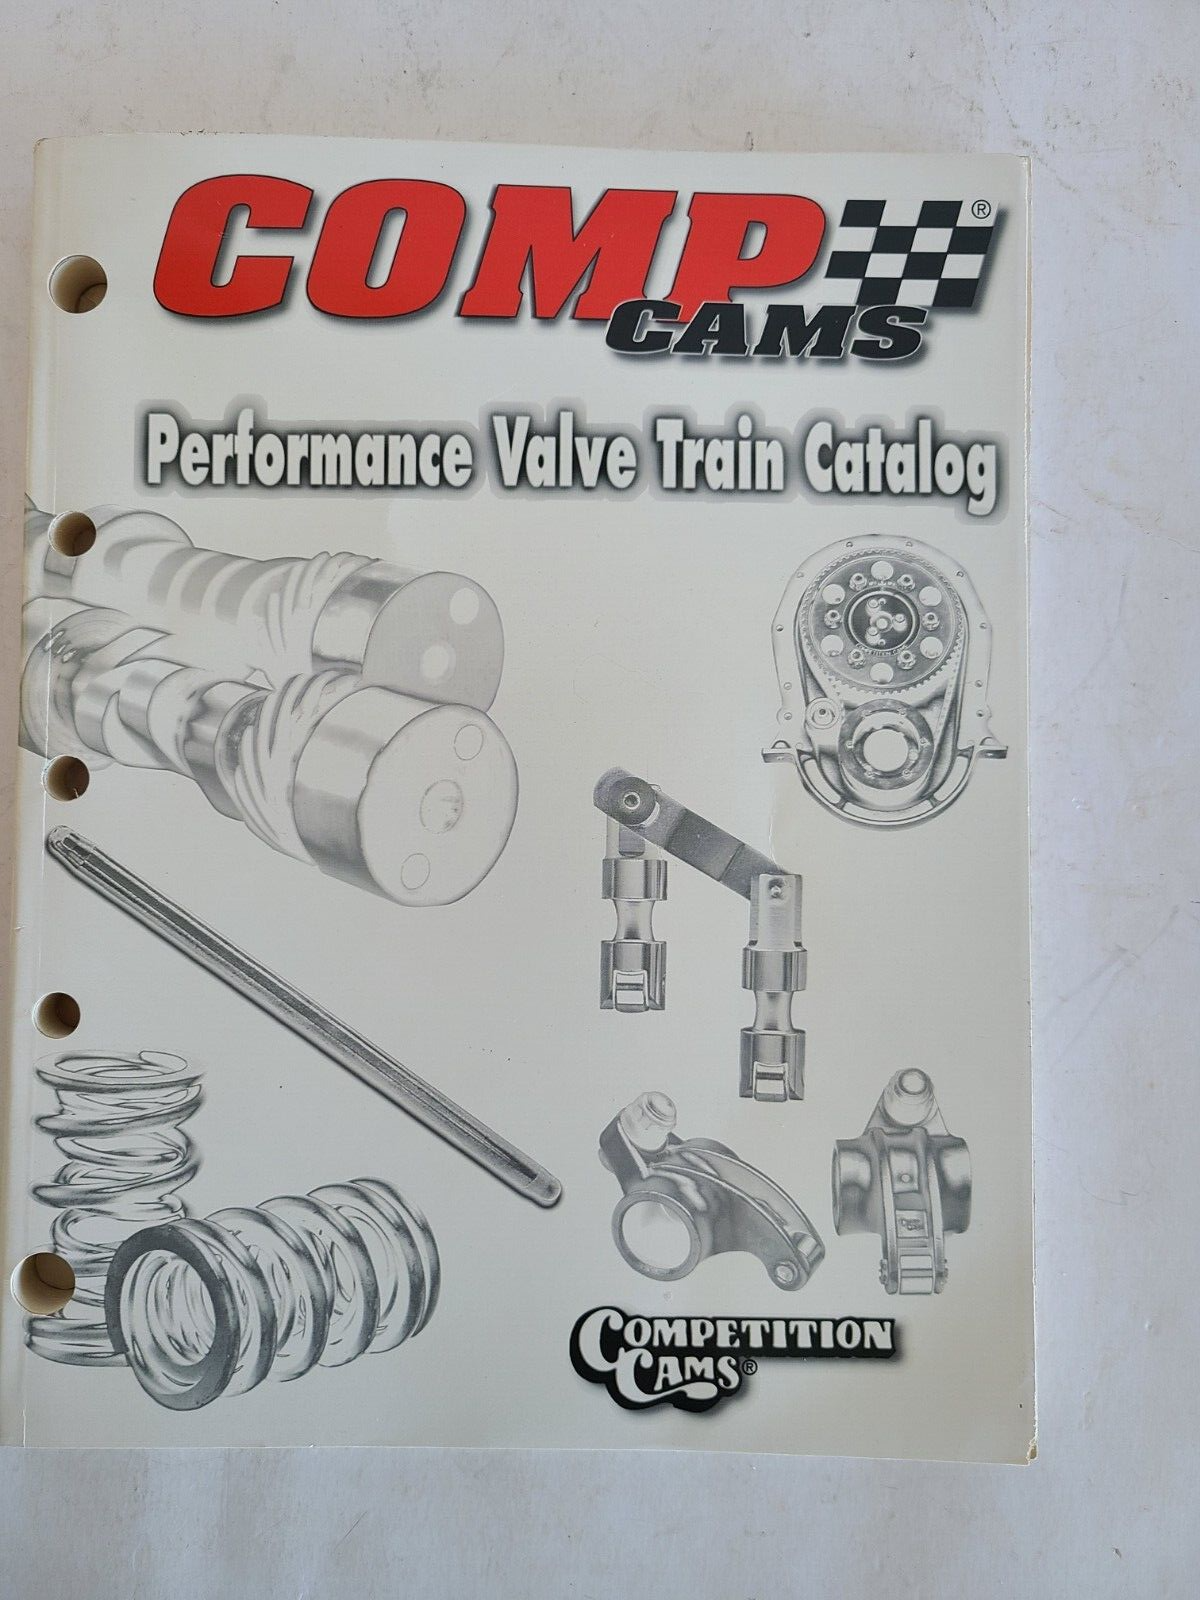 COMP ®
CAMS
Performance Valve Train Catalog
COMPETITION
CAMS®